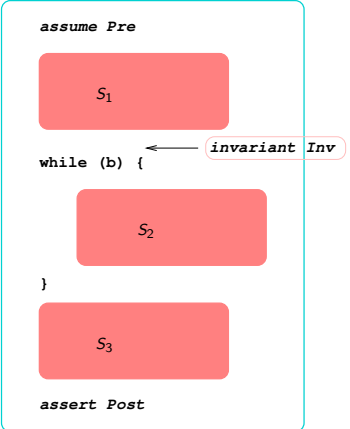 assume Pre
S₁
invariant Inv
while (b) {
S₂
}
S₃
assert Post